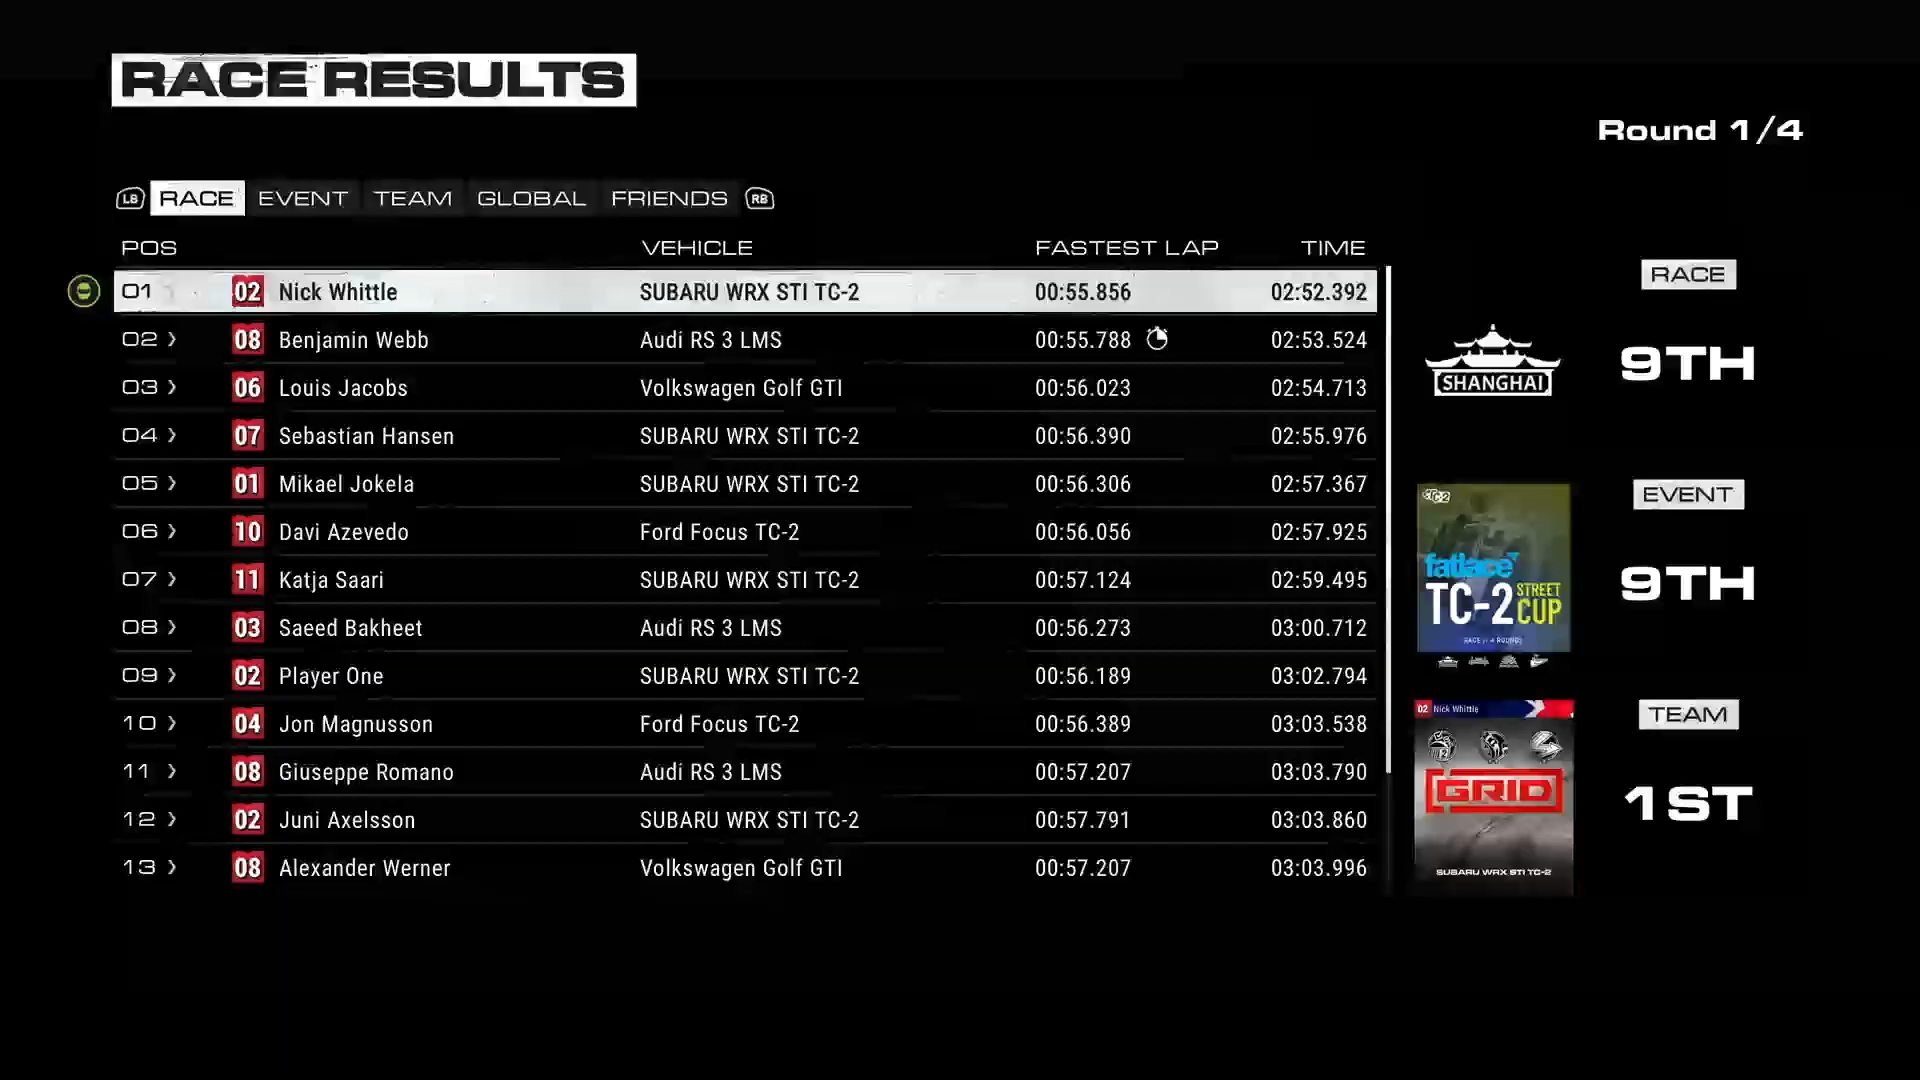 RACE RESULTS
Round 1/4
LB RACE EVENT TEAM GLOBAL FRIENDS RB
POS VEHICLE FASTEST LAP TIME
01 02 Nick Whittle SUBARU WRX STI TC-2 00:55.856 02:52.392
02 08 Benjamin Webb Audi RS 3 LMS 00:55.788 02:53.524
03 06 Louis Jacobs Volkswagen Golf GTI 00:56.023 02:54.713
04 07 Sebastian Hansen SUBARU WRX STI TC-2 00:56.390 02:55.976
05 01 Mikael Jokela SUBARU WRX STI TC-2 00:56.306 02:57.367
06 10 Davi Azevedo Ford Focus TC-2 00:56.056 02:57.925
07 11 Katja Saari SUBARU WRX STI TC-2 00:57.124 02:59.495
08 03 Saeed Bakheet Audi RS 3 LMS 00:56.273 03:00.712
09 02 Player One SUBARU WRX STI TC-2 00:56.189 03:02.794
10 04 Jon Magnusson Ford Focus TC-2 00:56.389 03:03.538
11 08 Giuseppe Romano Audi RS 3 LMS 00:57.207 03:03.790
12 02 Juni Axelsson SUBARU WRX STI TC-2 00:57.791 03:03.860
13 08 Alexander Werner Volkswagen Golf GTI 00:57.207 03:03.996
RACE
SHANGHAI
9TH
EVENT
fatlace
TC-2 STREET CUP
9TH
TEAM
02 Nick Whittle
GRID
SUBARU WRX STI TC-2
1ST